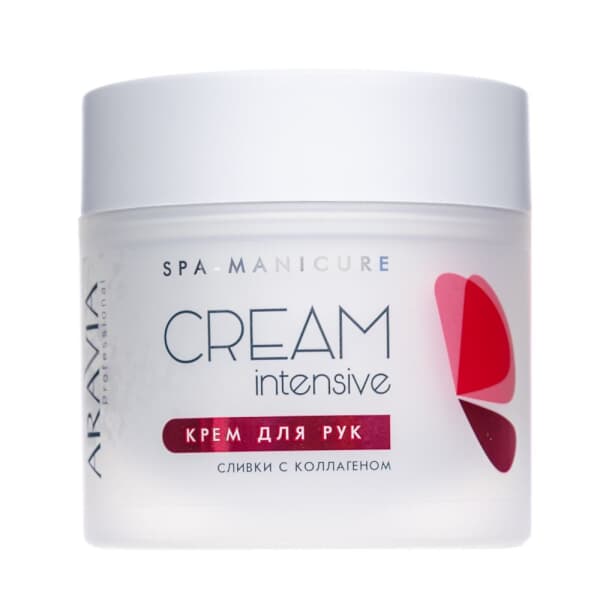 SPA-MANICURE
CREAM
intensive
КРЕМ ДЛЯ РУК
СЛИВКИ С КОЛЛАГЕНОМ
ARAVIA
Professional